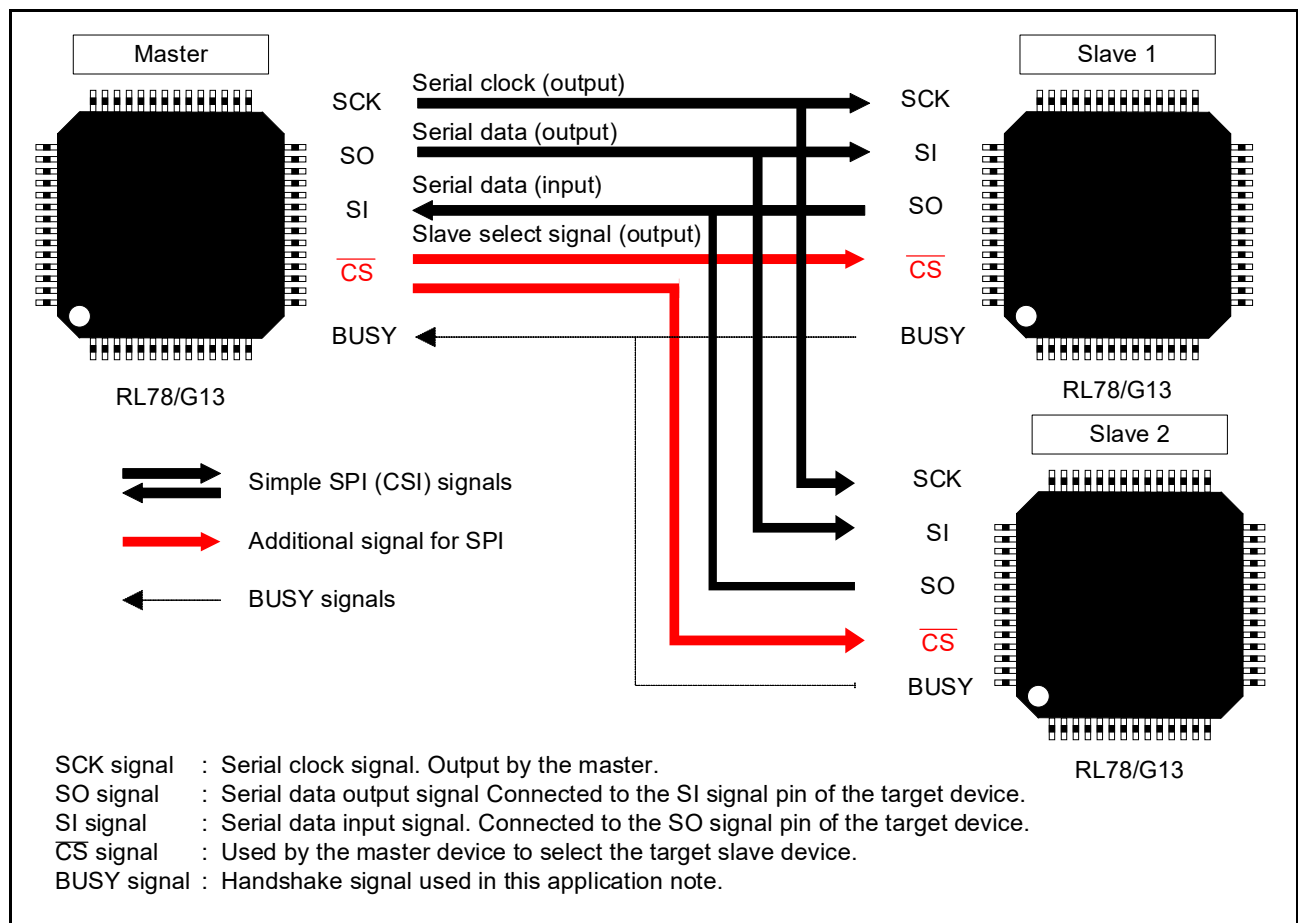 Master
Slave 1
SCK
Serial clock (output)
SCK
SO
Serial data (output)
SI
SI
Serial data (input)
SO
C̅S̅
Slave select signal (output)
C̅S̅
BUSY
BUSY
RL78/G13
RL78/G13
Slave 2
Simple SPI (CSI) signals
SCK
Additional signal for SPI
SI
BUSY signals
SO
C̅S̅
BUSY
RL78/G13
SCK signal : Serial clock signal. Output by the master.
SO signal : Serial data output signal Connected to the SI signal pin of the target device.
SI signal : Serial data input signal. Connected to the SO signal pin of the target device.
C̅S̅ signal : Used by the master device to select the target slave device.
BUSY signal : Handshake signal used in this application note.